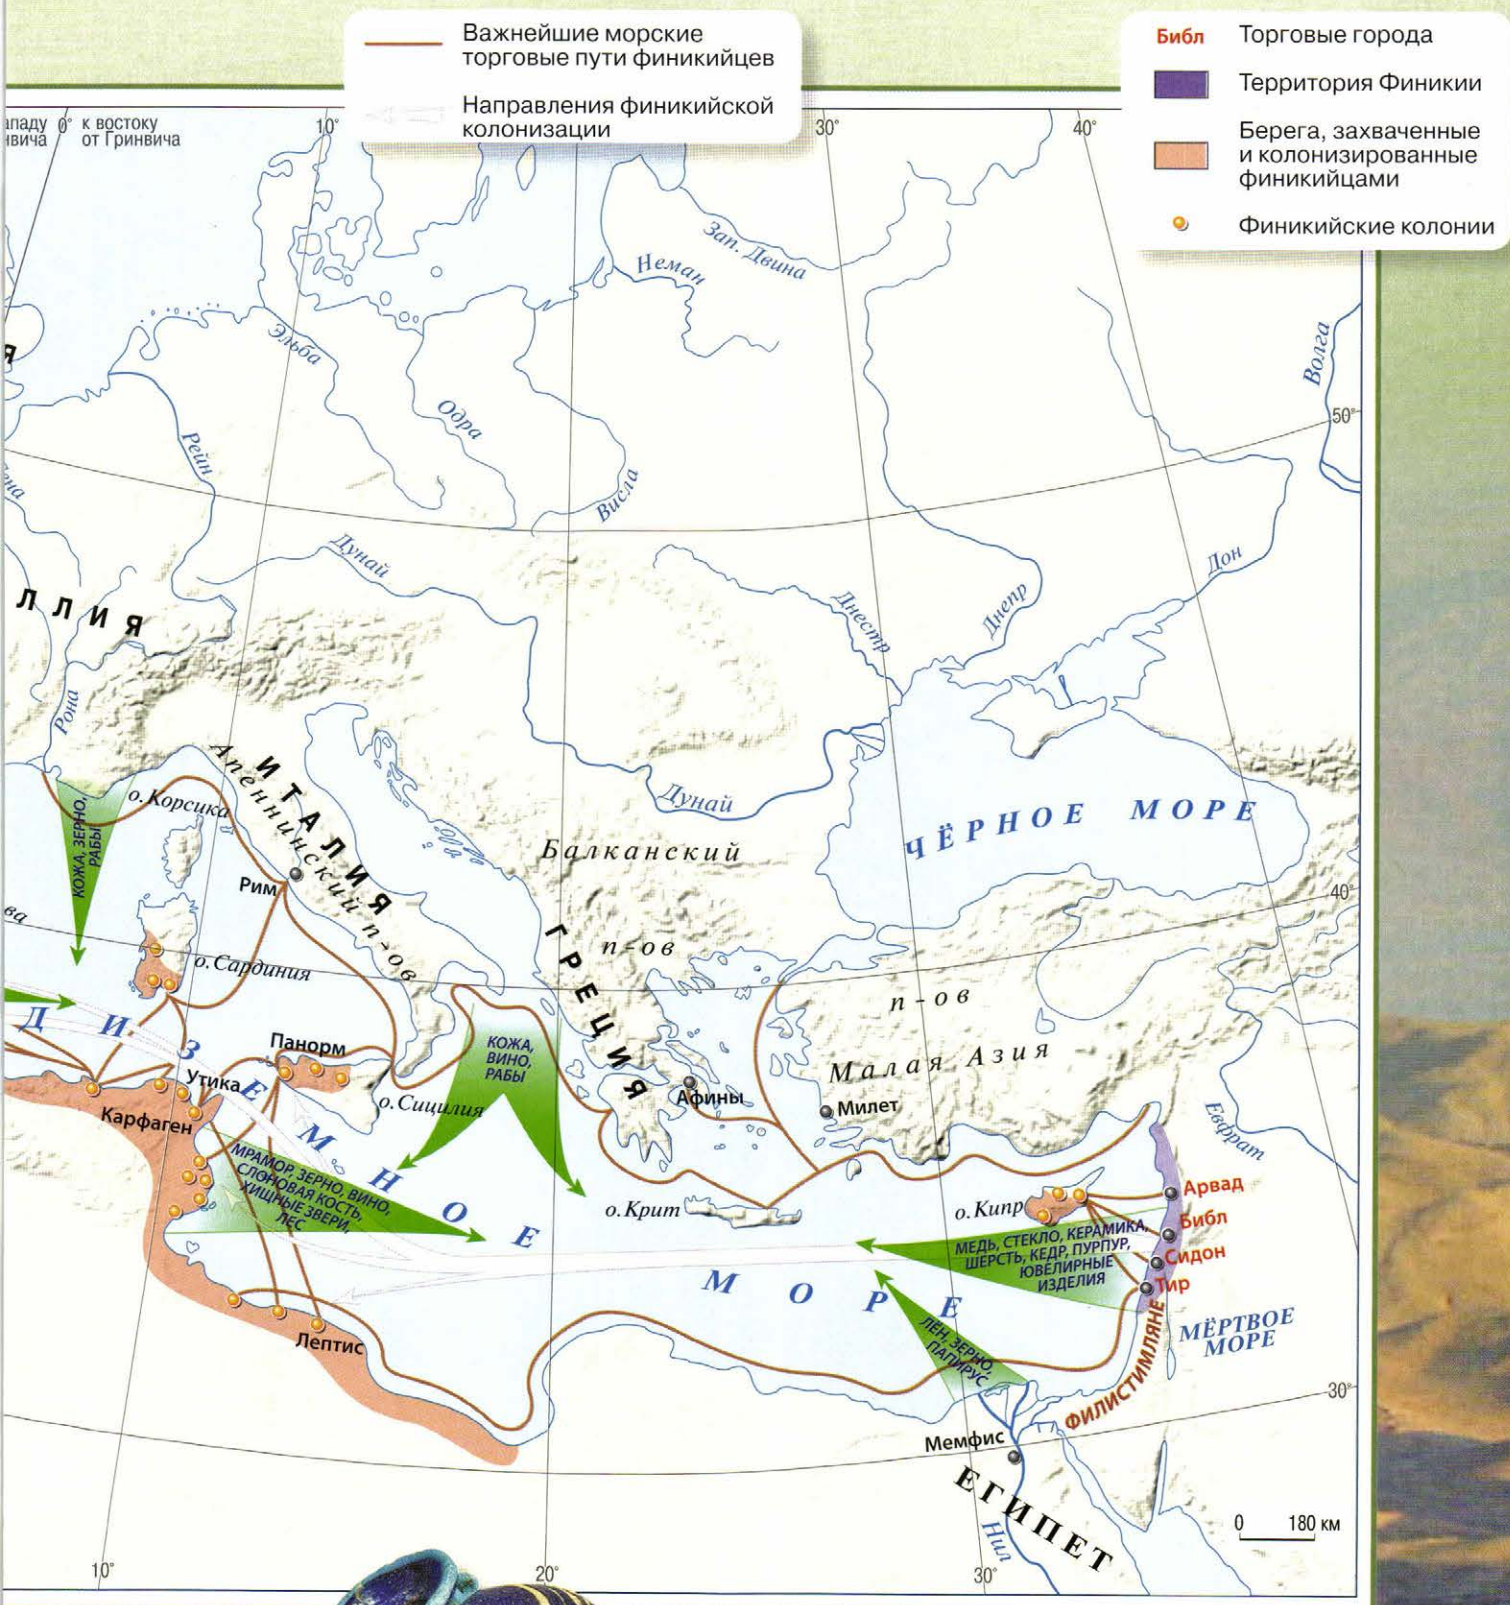 Важнейшие морские
торговые пути финикийцев
Направления финикийской
колонизации
Библ
Торговые города
Территория Финикии
Берега, захваченные
и колонизированные
финикийцами
Финикийские колонии
0° к востоку
от Гринвича
10°
30°
40°
Зап. Двина
Неман
Эльба
Волга
50°
Одра
Рейн
Висла
Дунай
Дон
Днестр
Днепр
ЛЛИЯ
Рона
ИТАЛИЯ
Апеннинский п-ов
о. Корсика
КОЖА, ЗЕРНО,
РАБЫ
Дунай
ЧЁРНОЕ МОРЕ
Балканский
п-ов
Рим
40°
ГРЕЦИЯ
о. Сардиния
п-ов
Малая Азия
ДИЗЕМНОЕ
МОРЕ
Панорм
КОЖА,
ВИНО,
РАБЫ
Утика
Афины
Милет
о. Сицилия
Карфаген
Евфрат
МРАМОР, ЗЕРНО, ВИНО,
СЛОНОВАЯ КОСТЬ,
ХИЩНЫЕ ЗВЕРИ,
ЛЕС
о. Крит
о. Кипр
Арвад
Библ
Сидон
Тир
МЕДЬ, СТЕКЛО, КЕРАМИКА,
ШЕРСТЬ, КЕДР, ПУРПУР,
ЮВЕЛИРНЫЕ
ИЗДЕЛИЯ
ЛЁН, ЗЕРНО,
ПАПИРУС
МЁРТВОЕ
МОРЕ
Лептис
ФИЛИСТИМЛЯНЕ
30°
Мемфис
ЕГИПЕТ
Нил
0 180 км
10°
20°
30°